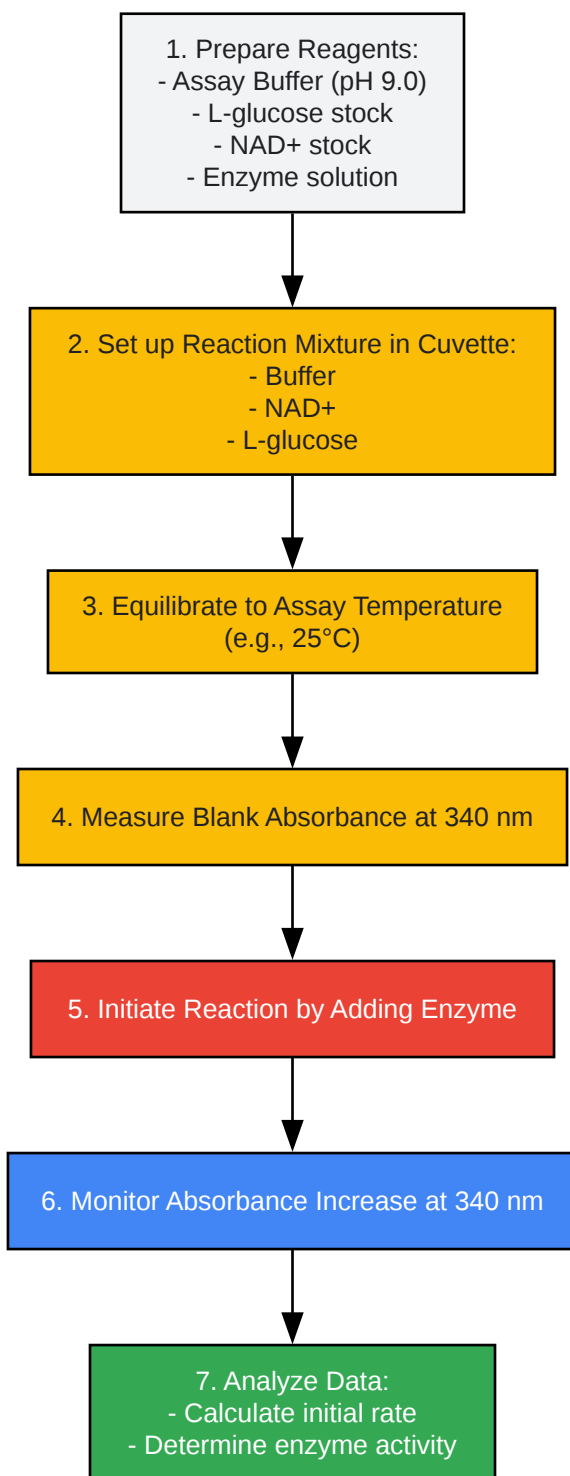 1. Prepare Reagents:
- Assay Buffer (pH 9.0)
- L-glucose stock
- NAD+ stock
- Enzyme solution
2. Set up Reaction Mixture in Cuvette:
- Buffer
- NAD+
- L-glucose
3. Equilibrate to Assay Temperature
(e.g., 25°C)
4. Measure Blank Absorbance at 340 nm
5. Initiate Reaction by Adding Enzyme
6. Monitor Absorbance Increase at 340 nm
7. Analyze Data:
- Calculate initial rate
- Determine enzyme activity